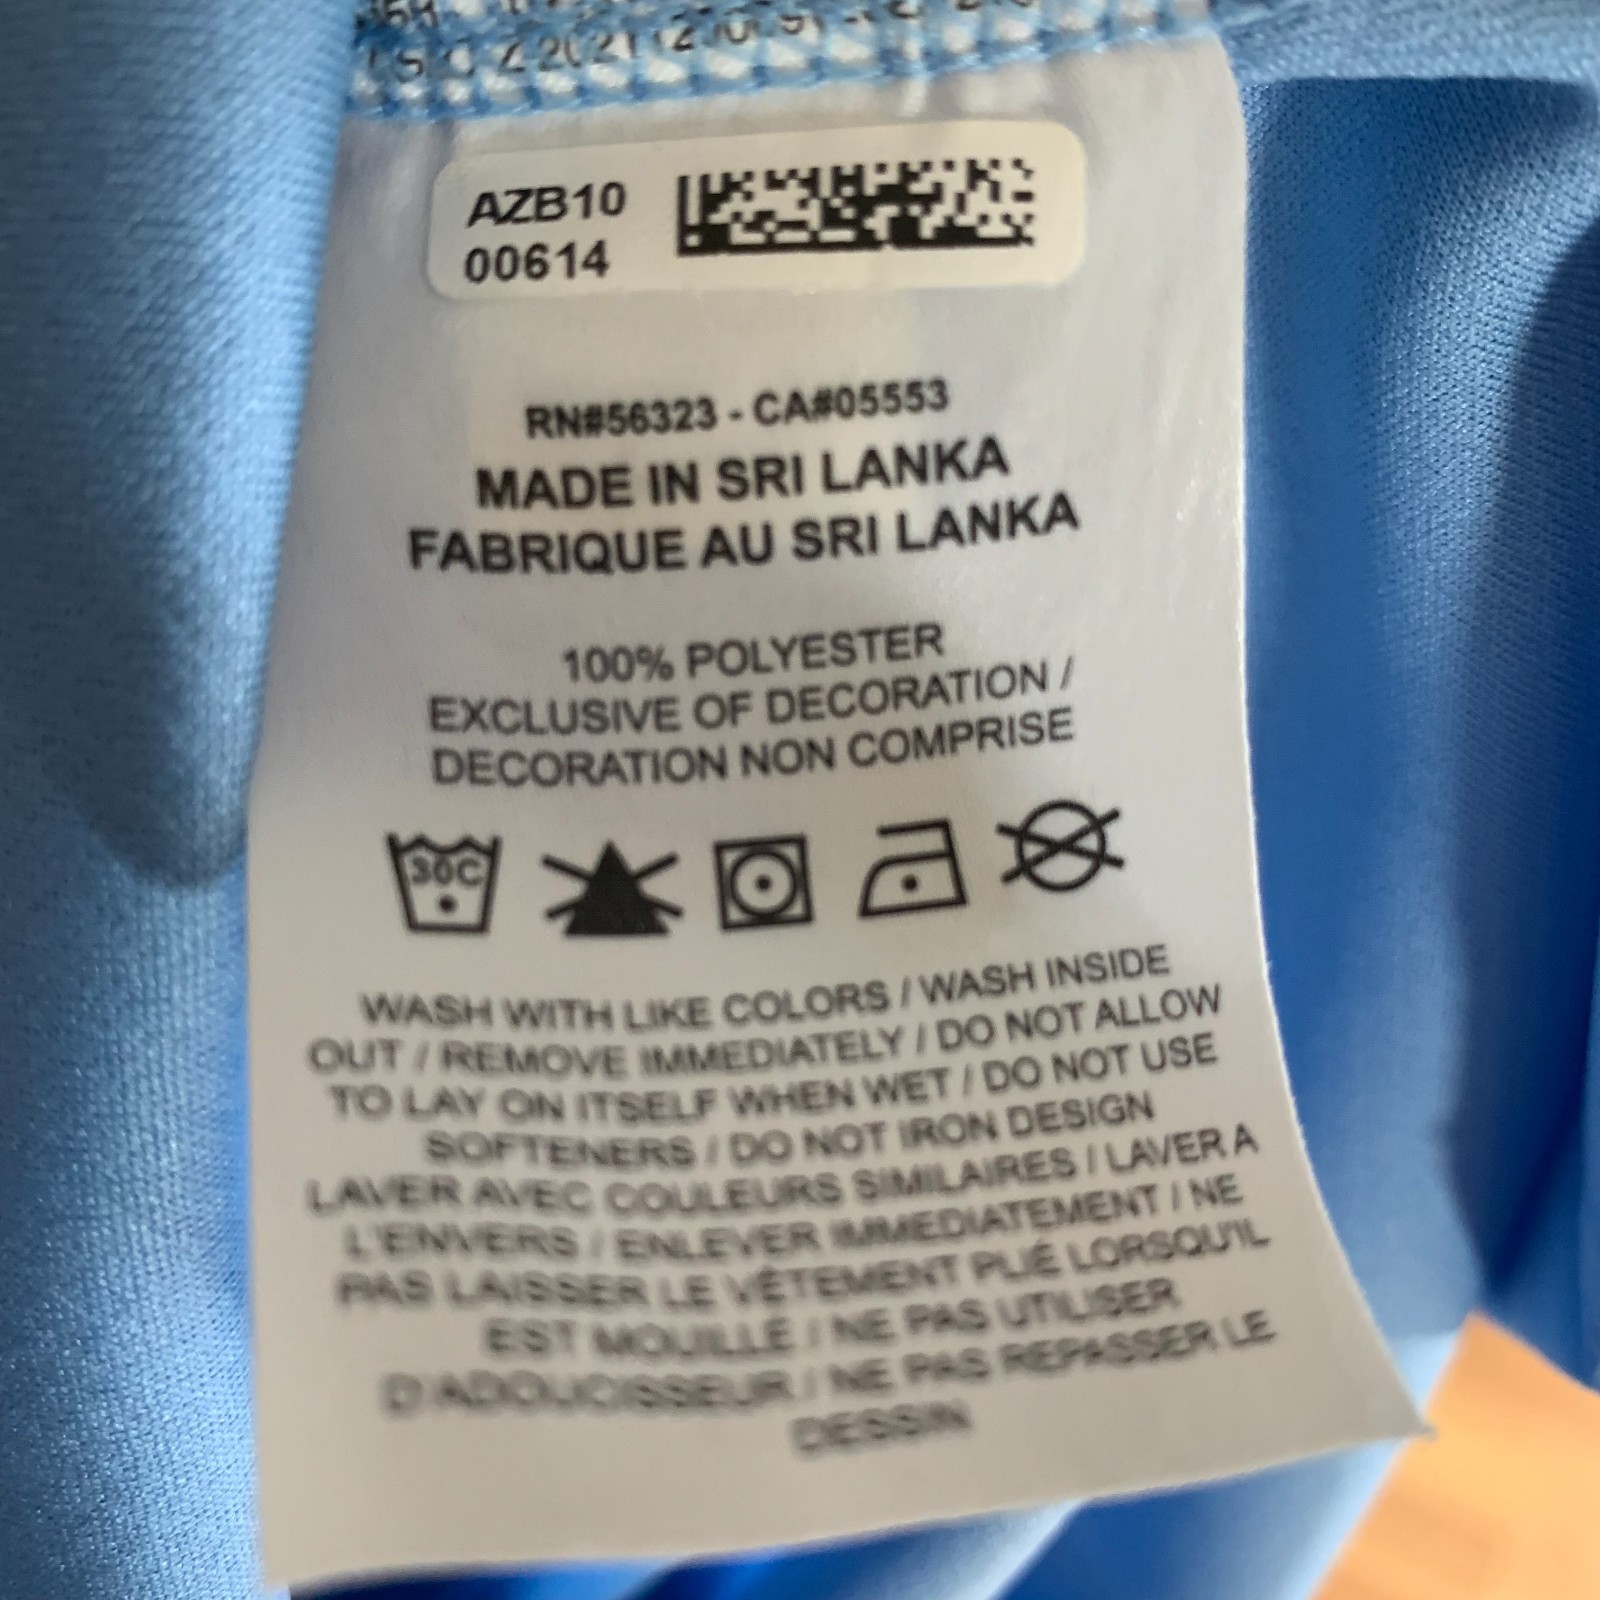 AZB10
00614
RN#56323 - CA#05553
MADE IN SRI LANKA
FABRIQUE AU SRI LANKA
100% POLYESTER
EXCLUSIVE OF DECORATION /
DECORATION NON COMPRISE
30C
WASH WITH LIKE COLORS / WASH INSIDE
OUT / REMOVE IMMEDIATELY / DO NOT ALLOW
TO LAY ON ITSELF WHEN WET / DO NOT USE
SOFTENERS / DO NOT IRON DESIGN
LAVER AVEC COULEURS SIMILAIRES / LAVER A
L'ENVERS / ENLEVER IMMEDIATEMENT / NE
PAS LAISSER LE VÊTEMENT PLIÉ LORSQU'IL
EST MOUILLÉ / NE PAS UTILISER
D'ADOUCISSEUR / NE PAS REPASSER LE
DESSIN